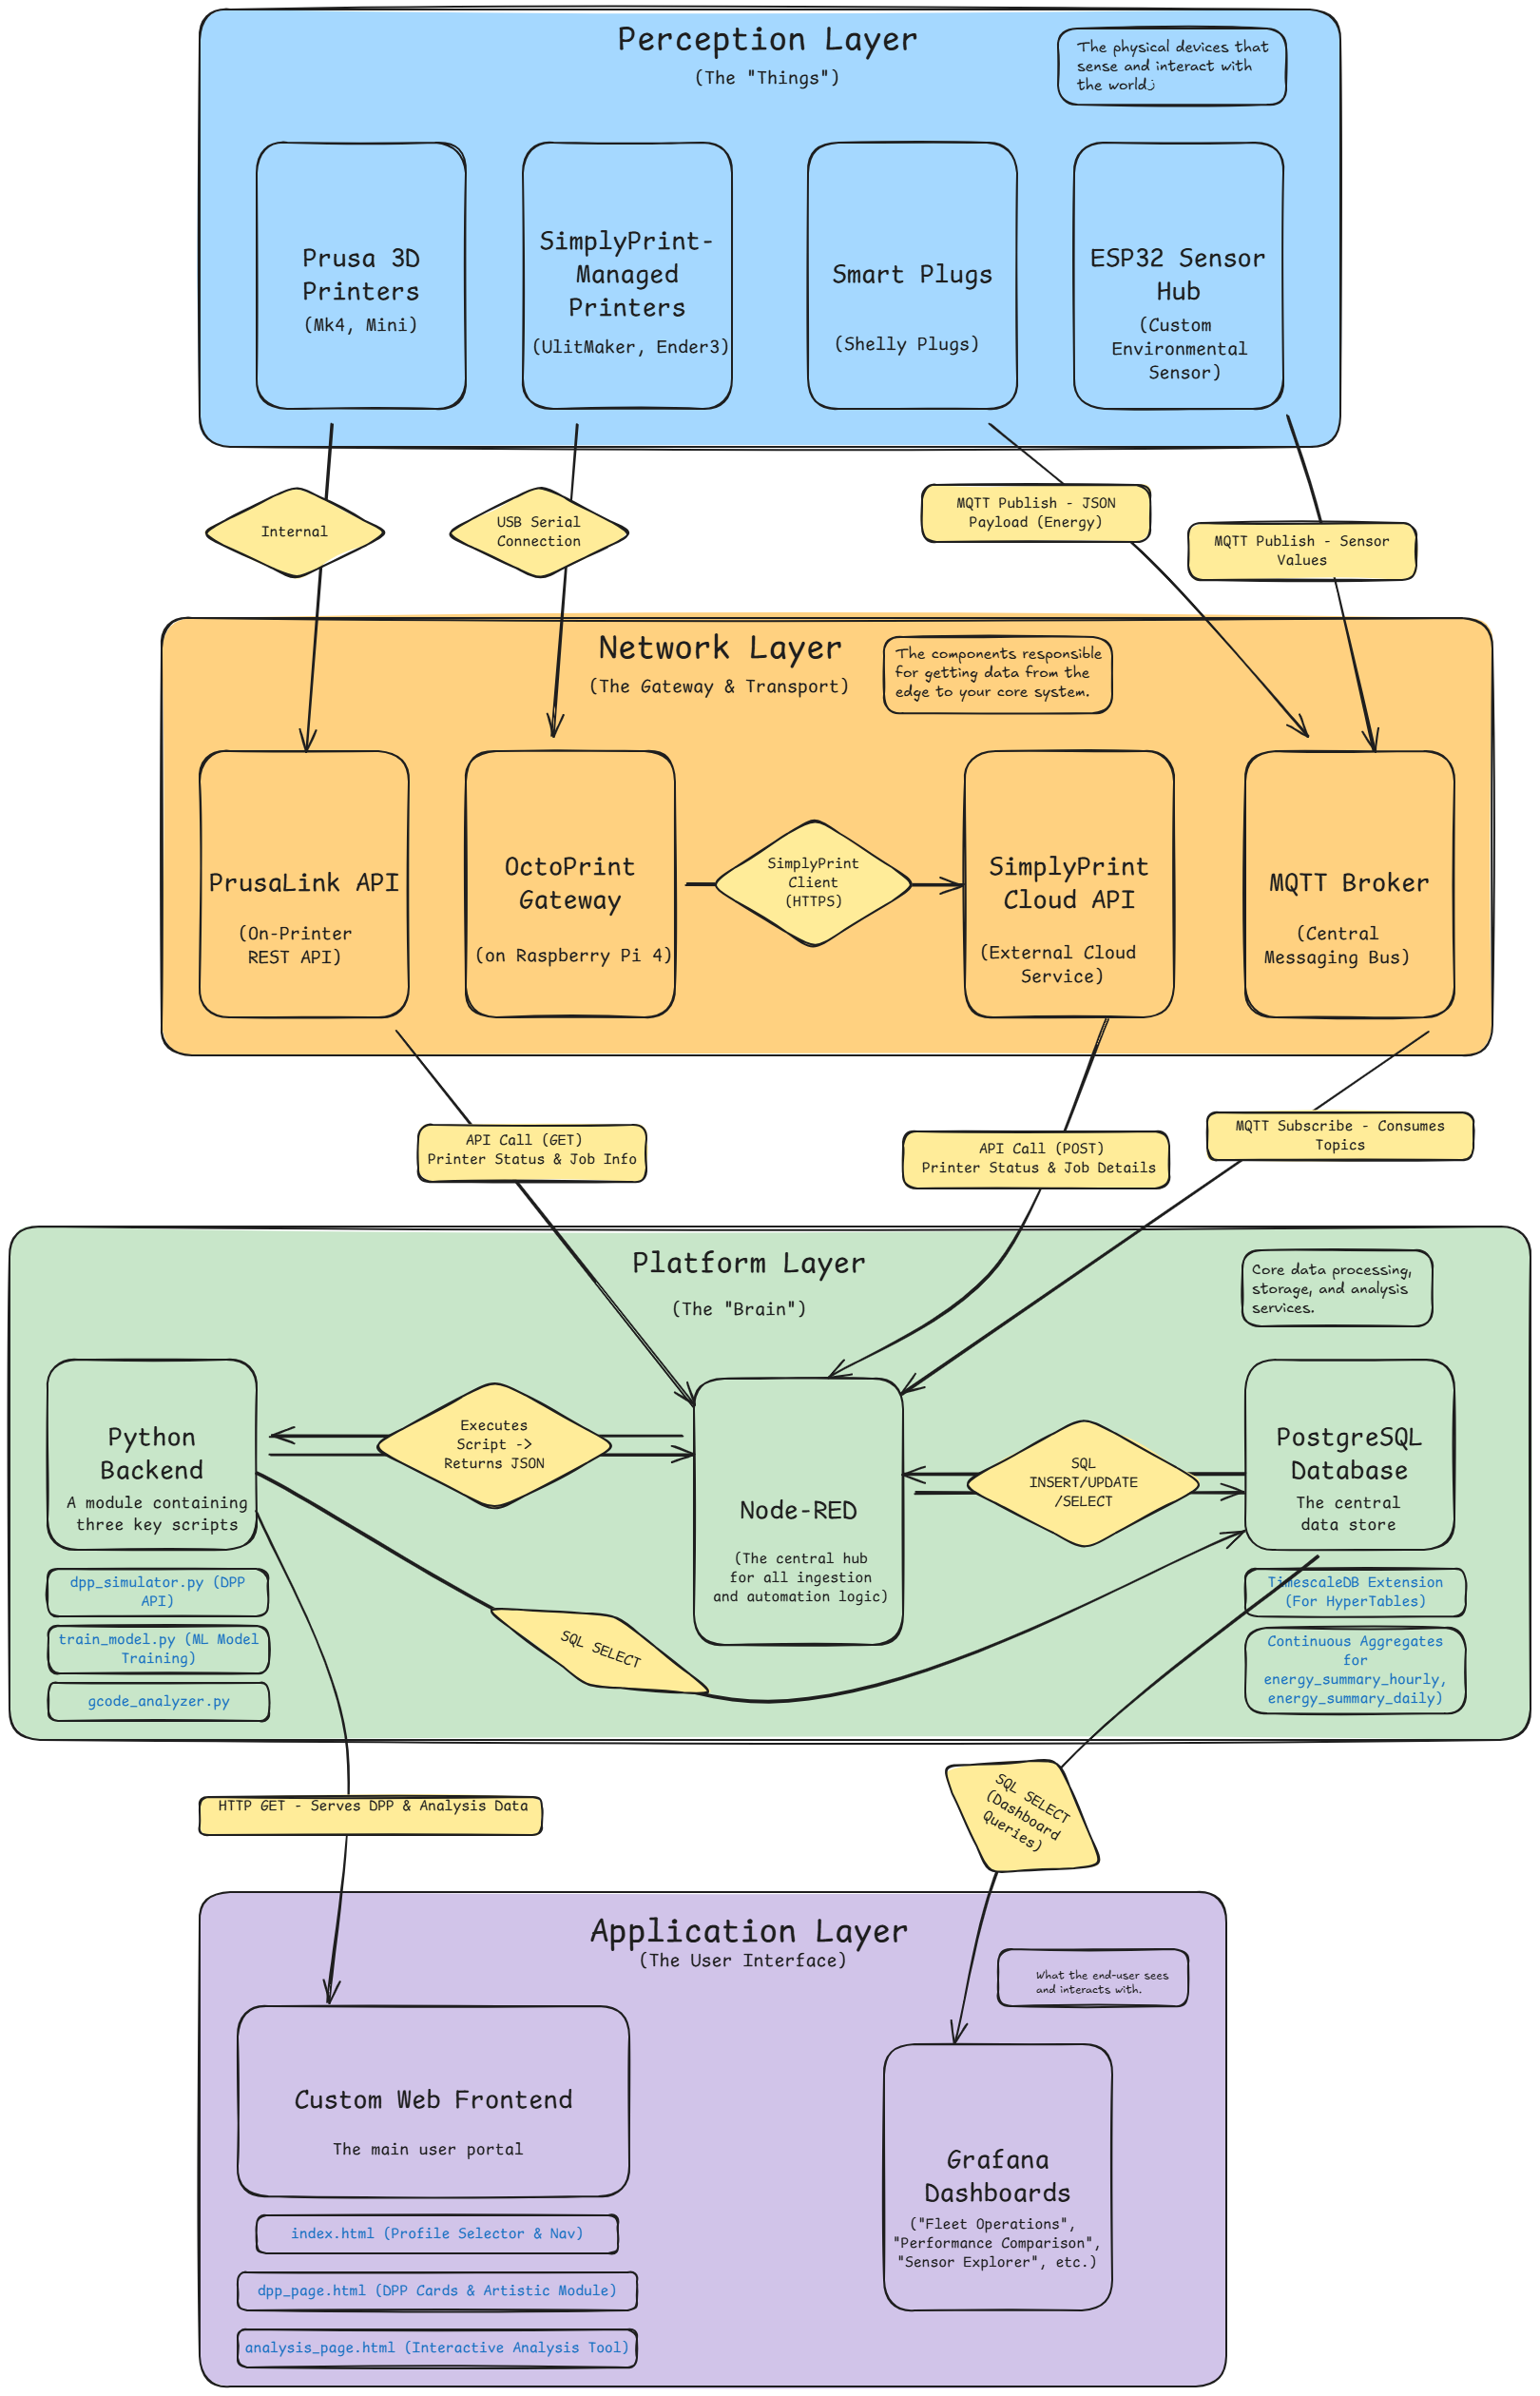 Perception Layer
(The "Things")
The physical devices that
sense and interact with
the world.
Prusa 3D
Printers
(Mk4, Mini)
SimplyPrint-
Managed
Printers
(UlitMaker, Ender3)
Smart Plugs
(Shelly Plugs)
ESP32 Sensor
Hub
(Custom
Environmental
Sensor)
Internal
USB Serial
Connection
MQTT Publish - JSON
Payload (Energy)
MQTT Publish - Sensor
Values
Network Layer
(The Gateway & Transport)
The components responsible
for getting data from the
edge to your core system.
PrusaLink API
(On-Printer
REST API)
OctoPrint
Gateway
(on Raspberry Pi 4)
SimplyPrint
Client
(HTTPS)
SimplyPrint
Cloud API
(External Cloud
Service)
MQTT Broker
(Central
Messaging Bus)
API Call (GET)
Printer Status & Job Info
API Call (POST)
Printer Status & Job Details
MQTT Subscribe - Consumes
Topics
Platform Layer
(The "Brain")
Core data processing,
storage, and analysis
services.
Python
Backend
A module containing
three key scripts
dpp_simulator.py (DPP
API)
train_model.py (ML Model
Training)
gcode_analyzer.py
Executes
Script ->
Returns JSON
Node-RED
(The central hub
for all ingestion
and automation logic)
SQL
INSERT/UPDATE
/SELECT
PostgreSQL
Database
The central
data store
TimescaleDB Extension
(For HyperTables)
Continuous Aggregates
for
energy_summary_hourly,
energy_summary_daily)
SQL SELECT
HTTP GET - Serves DPP & Analysis Data
SQL SELECT
(Dashboard
Queries)
Application Layer
(The User Interface)
What the end-user sees
and interacts with.
Custom Web Frontend
The main user portal
index.html (Profile Selector & Nav)
dpp_page.html (DPP Cards & Artistic Module)
analysis_page.html (Interactive Analysis Tool)
Grafana
Dashboards
("Fleet Operations",
"Performance Comparison",
"Sensor Explorer", etc.)